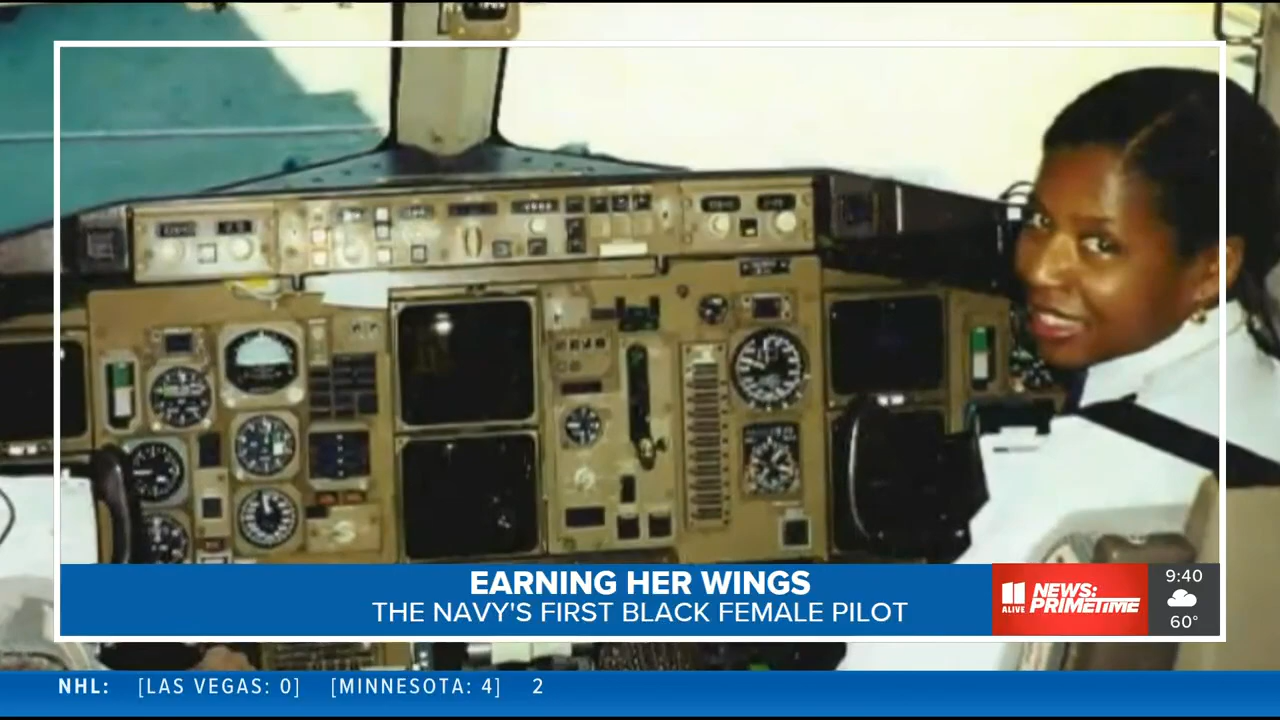 EARNING HER WINGS
THE NAVY'S FIRST BLACK FEMALE PILOT
11 ALIVE
NEWS:
PRIMETIME
9:40
60°
NHL: [LAS VEGAS: 0] [MINNESOTA: 4] 2